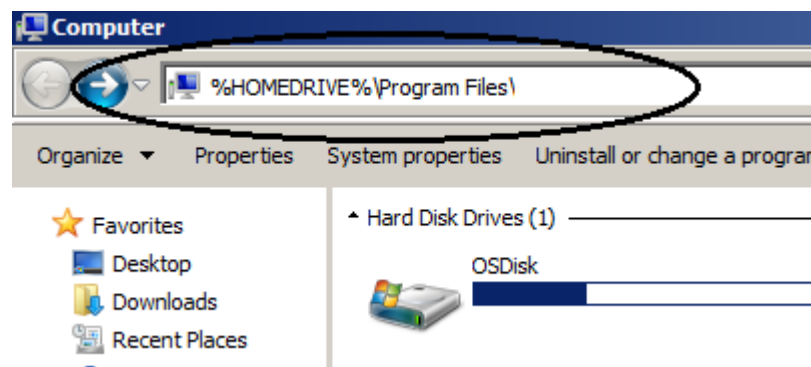 Computer
%HOMEDRIVE%\Program Files\
Organize Properties System properties Uninstall or change a program
Favorites
Desktop
Downloads
Recent Places
Hard Disk Drives (1)
OSDisk